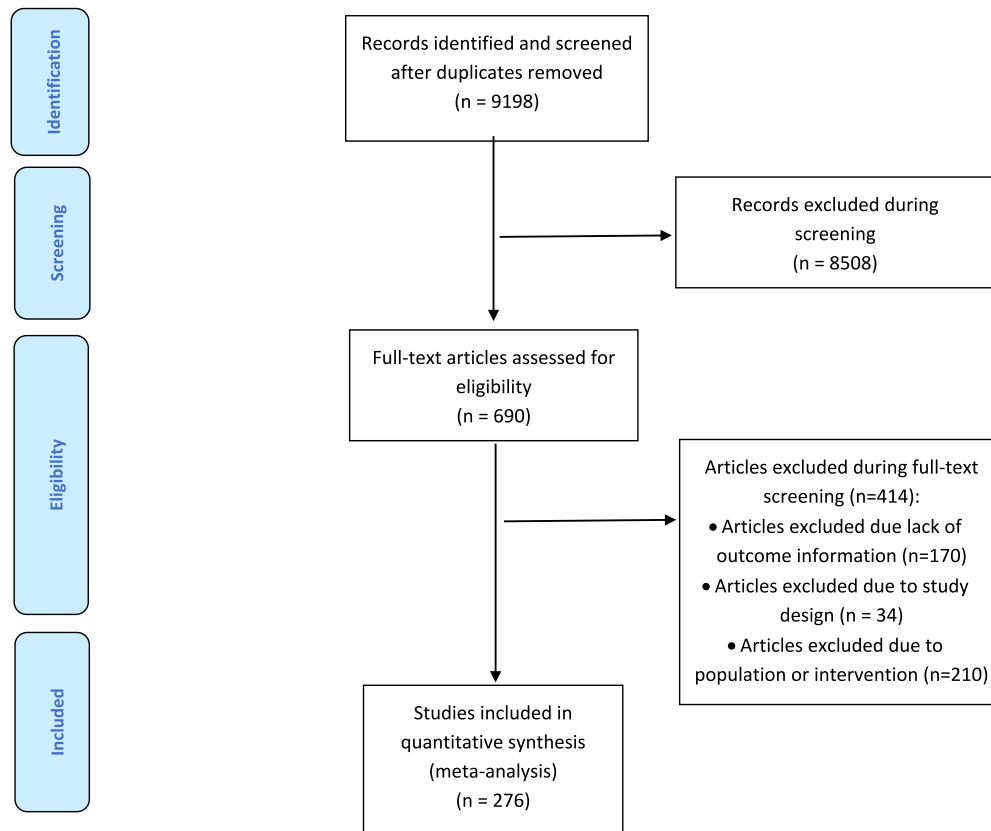 Identification
Records identified and screened
after duplicates removed
(n = 9198)
Screening
Records excluded during
screening
(n = 8508)
Full-text articles assessed for
eligibility
(n = 690)
Eligibility
Articles excluded during full-text
screening (n=414):
• Articles excluded due lack of
outcome information (n=170)
• Articles excluded due to study
design (n = 34)
• Articles excluded due to
population or intervention (n=210)
Included
Studies included in
quantitative synthesis
(meta-analysis)
(n = 276)